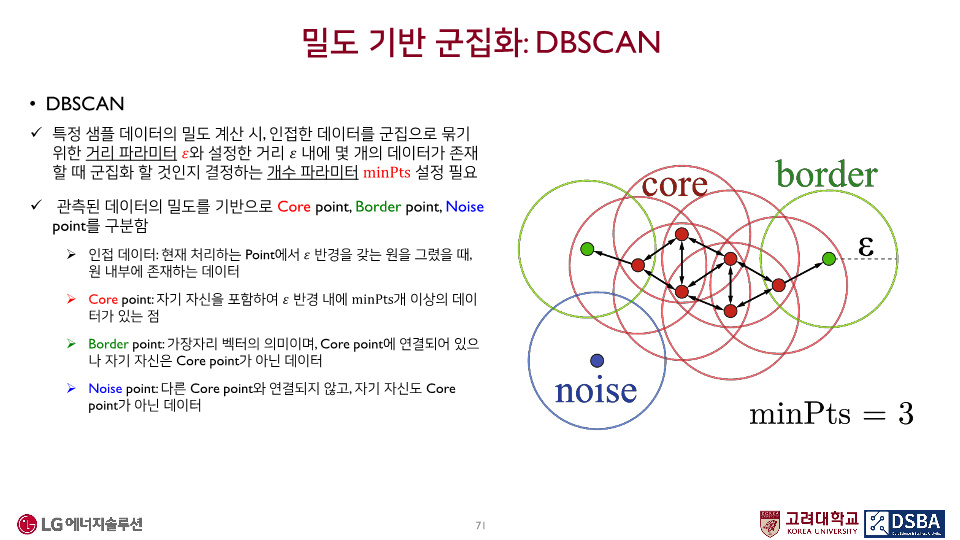 밀도 기반 군집화: DBSCAN
• DBSCAN
✓ 특정 샘플 데이터의 밀도 계산 시, 인접한 데이터를 군집으로 묶기
위한 거리 파라미터 ε와 설정한 거리 ε 내에 몇 개의 데이터가 존재
할 때 군집화 할 것인지 결정하는 개수 파라미터 minPts 설정 필요
✓ 관측된 데이터의 밀도를 기반으로 Core point, Border point, Noise
point를 구분함
➢ 인접 데이터: 현재 처리하는 Point에서 ε 반경을 갖는 원을 그렸을 때,
원 내부에 존재하는 데이터
➢ Core point: 자기 자신을 포함하여 ε 반경 내에 minPts개 이상의 데이
터가 있는 점
➢ Border point: 가장자리 벡터의 의미이며, Core point에 연결되어 있으
나 자기 자신은 Core point가 아닌 데이터
➢ Noise point: 다른 Core point와 연결되지 않고, 자기 자신도 Core
point가 아닌 데이터
core
border
ε
noise
minPts = 3
LG에너지솔루션
71
고려대학교
KOREA UNIVERSITY
DSBA